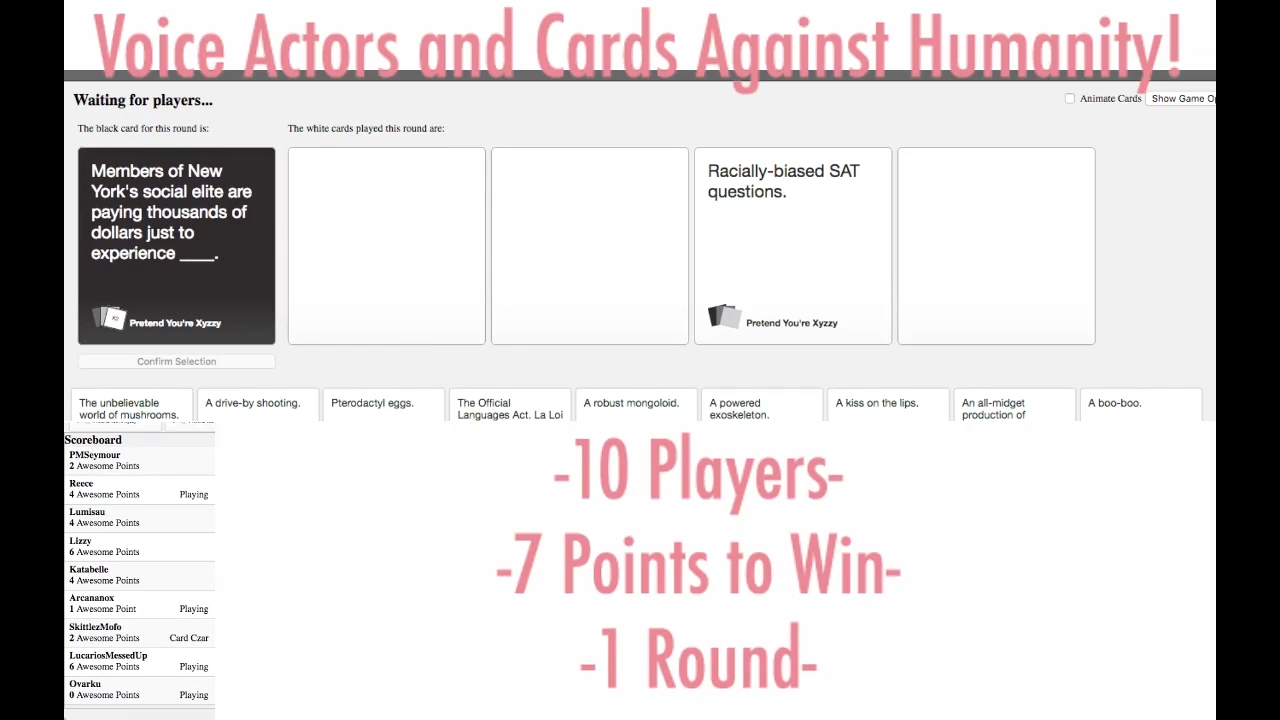 Voice Actors and Cards Against Humanity!
Waiting for players...
Animate Cards
Show Game Op
The black card for this round is:
The white cards played this round are:
Members of New
York's social elite are
paying thousands of
dollars just to
experience ____.
Pretend You're Xyzzy
Racially-biased SAT
questions.
Pretend You're Xyzzy
Confirm Selection
The unbelievable
world of mushrooms.
A drive-by shooting.
Pterodactyl eggs.
The Official
Languages Act. La Loi
A robust mongoloid.
A powered
exoskeleton.
A kiss on the lips.
An all-midget
production of
A boo-boo.
Scoreboard
PMSeymour
2 Awesome Points
Reece
4 Awesome Points Playing
Lumisau
4 Awesome Points
Lizzy
6 Awesome Points
Katabelle
4 Awesome Points
Arcananox
1 Awesome Point Playing
SkittlezMofo
2 Awesome Points Card Czar
LucariosMessedUp
6 Awesome Points Playing
Ovarku
0 Awesome Points Playing
-10 Players-
-7 Points to Win-
-1 Round-